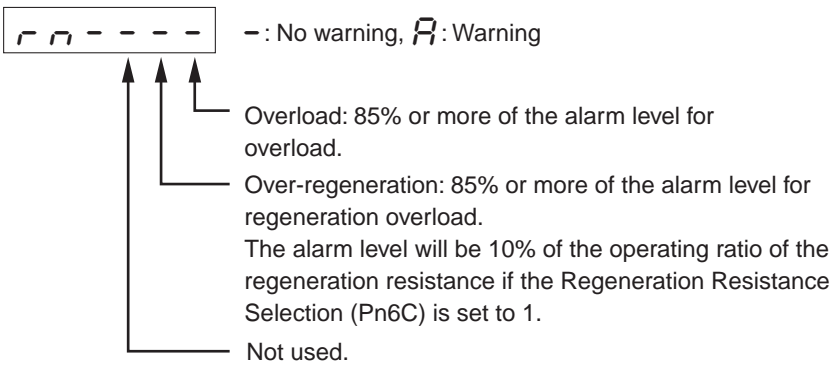 rn - - - -
- : No warning, A : Warning
Overload: 85% or more of the alarm level for
overload.
Over-regeneration: 85% or more of the alarm level for
regeneration overload.
The alarm level will be 10% of the operating ratio of the
regeneration resistance if the Regeneration Resistance
Selection (Pn6C) is set to 1.
Not used.